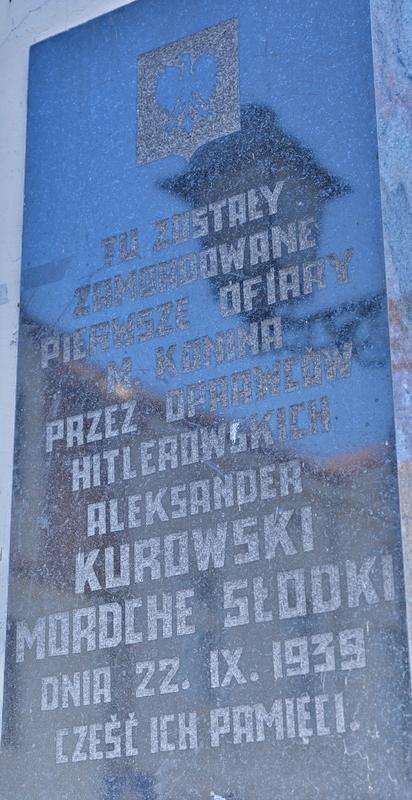 TU ZOSTAŁY
ZAMORDOWANE
PIERWSZE OFIARY
M. KONINA
PRZEZ OPRAWCÓW
HITLEROWSKICH
ALEKSANDER
KUROWSKI
MORDCHE SŁODKI
DNIA 22. IX. 1939
CZEŚĆ ICH PAMIĘCI.